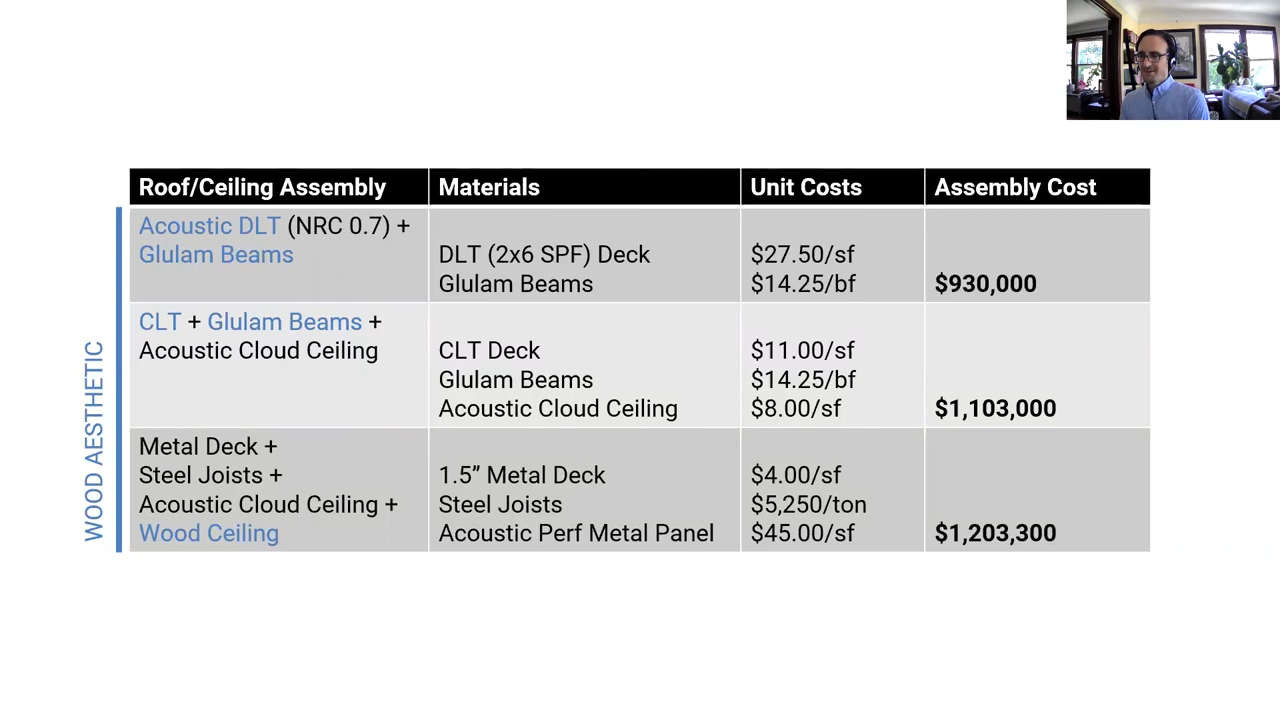 Roof/Ceiling Assembly Materials Unit Costs Assembly Cost
WOOD AESTHETIC
Acoustic DLT (NRC 0.7) +
Glulam Beams
DLT (2x6 SPF) Deck $27.50/sf
Glulam Beams $14.25/bf $930,000
CLT + Glulam Beams +
Acoustic Cloud Ceiling
CLT Deck $11.00/sf
Glulam Beams $14.25/bf
Acoustic Cloud Ceiling $8.00/sf $1,103,000
Metal Deck +
Steel Joists +
Acoustic Cloud Ceiling +
Wood Ceiling
1.5” Metal Deck $4.00/sf
Steel Joists $5,250/ton
Acoustic Perf Metal Panel $45.00/sf $1,203,300